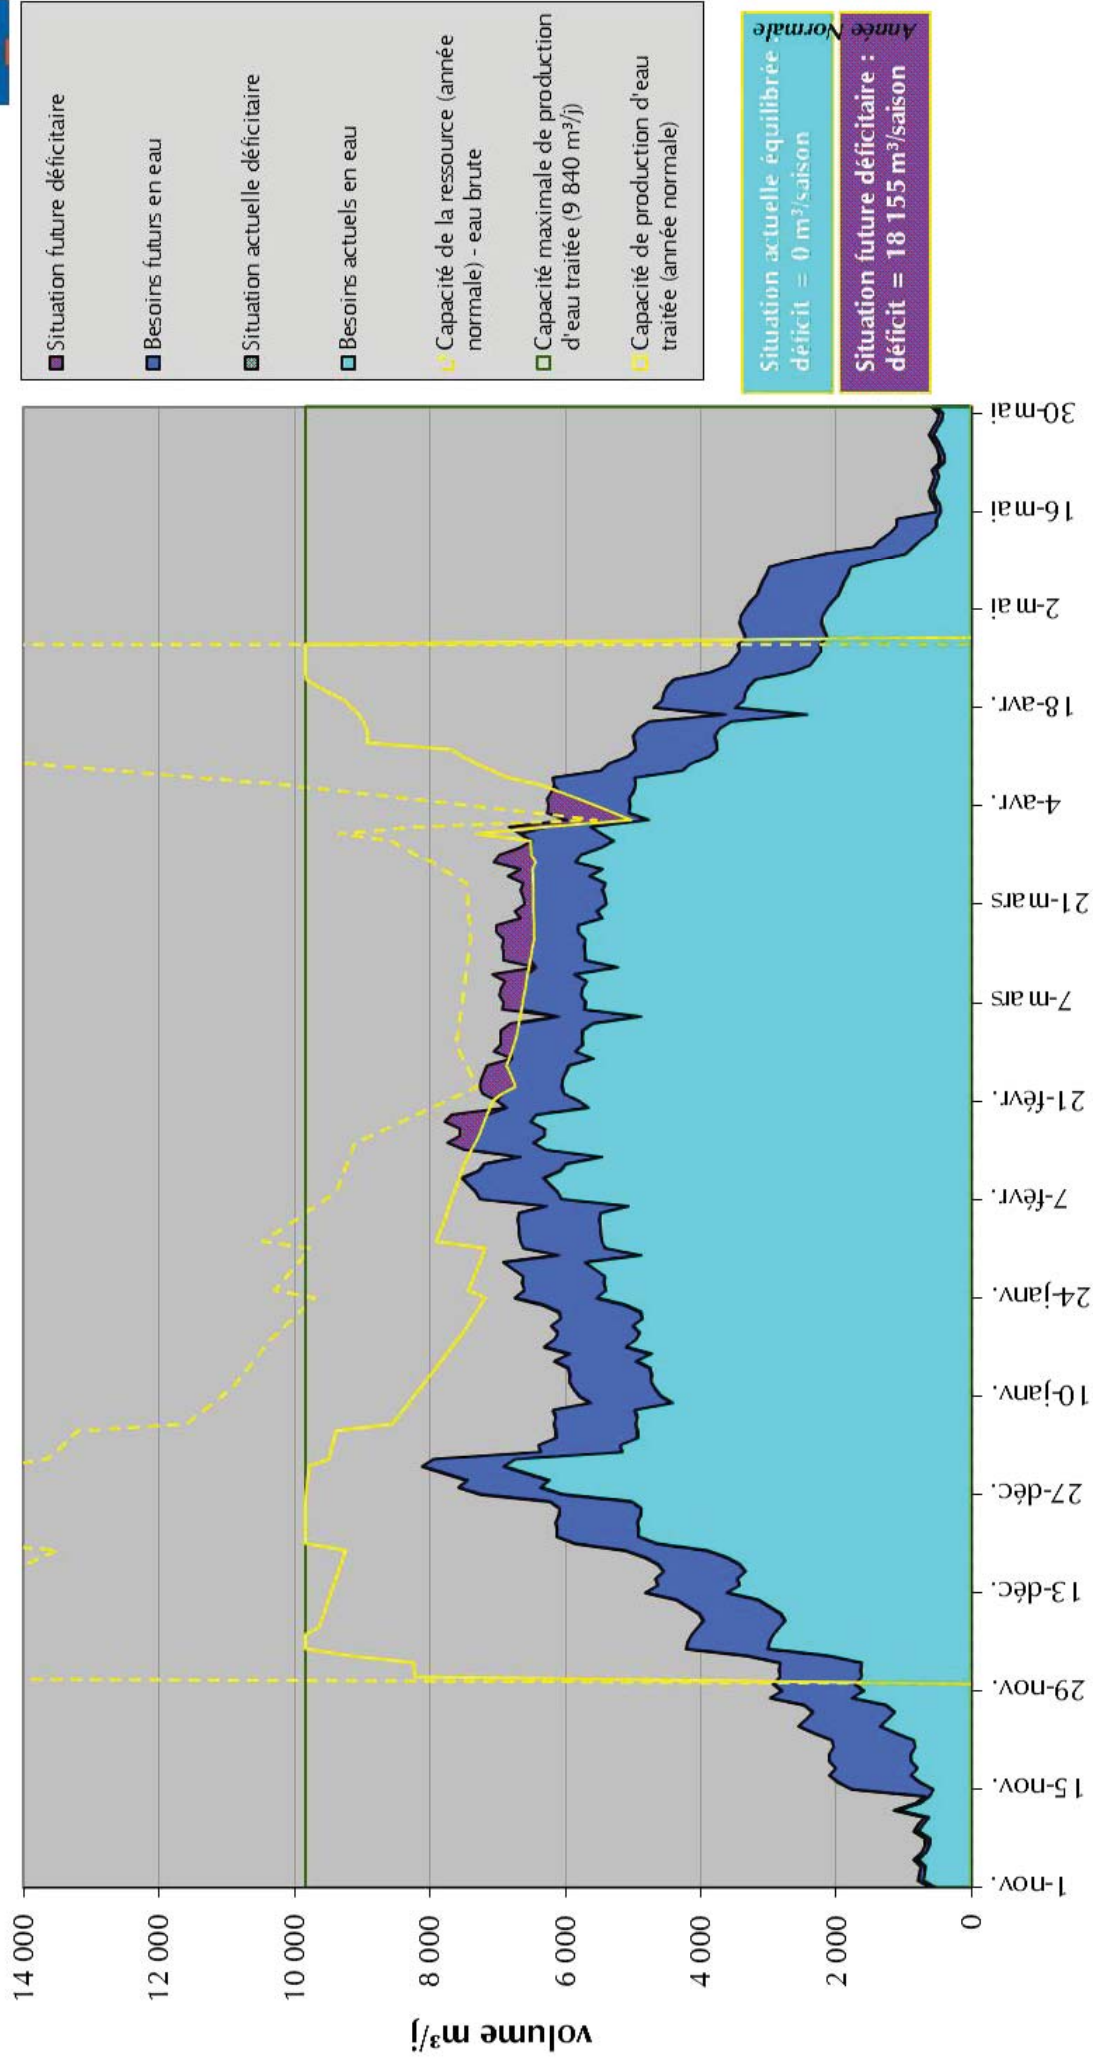 14 000
12 000
10 000
8 000
6 000
4 000
2 000
0
volume m³/j
1-nov.
15-nov.
29-nov.
13-déc.
27-déc.
10-janv.
24-janv.
7-févr.
21-févr.
7-mars
21-mars
4-avr.
18-avr.
2-mai
16-mai
30-mai
Situation future déficitaire
Besoins futurs en eau
Situation actuelle déficitaire
Besoins actuels en eau
Capacité de la ressource (année
normale) - eau brute
Capacité maximale de production
d'eau traitée (9 840 m³/j)
Capacité de production d'eau
traitée (année normale)
Situation actuelle équilibrée :
déficit = 0 m³/saison
Situation future déficitaire :
déficit = 18 155 m³/saison
Année Normale